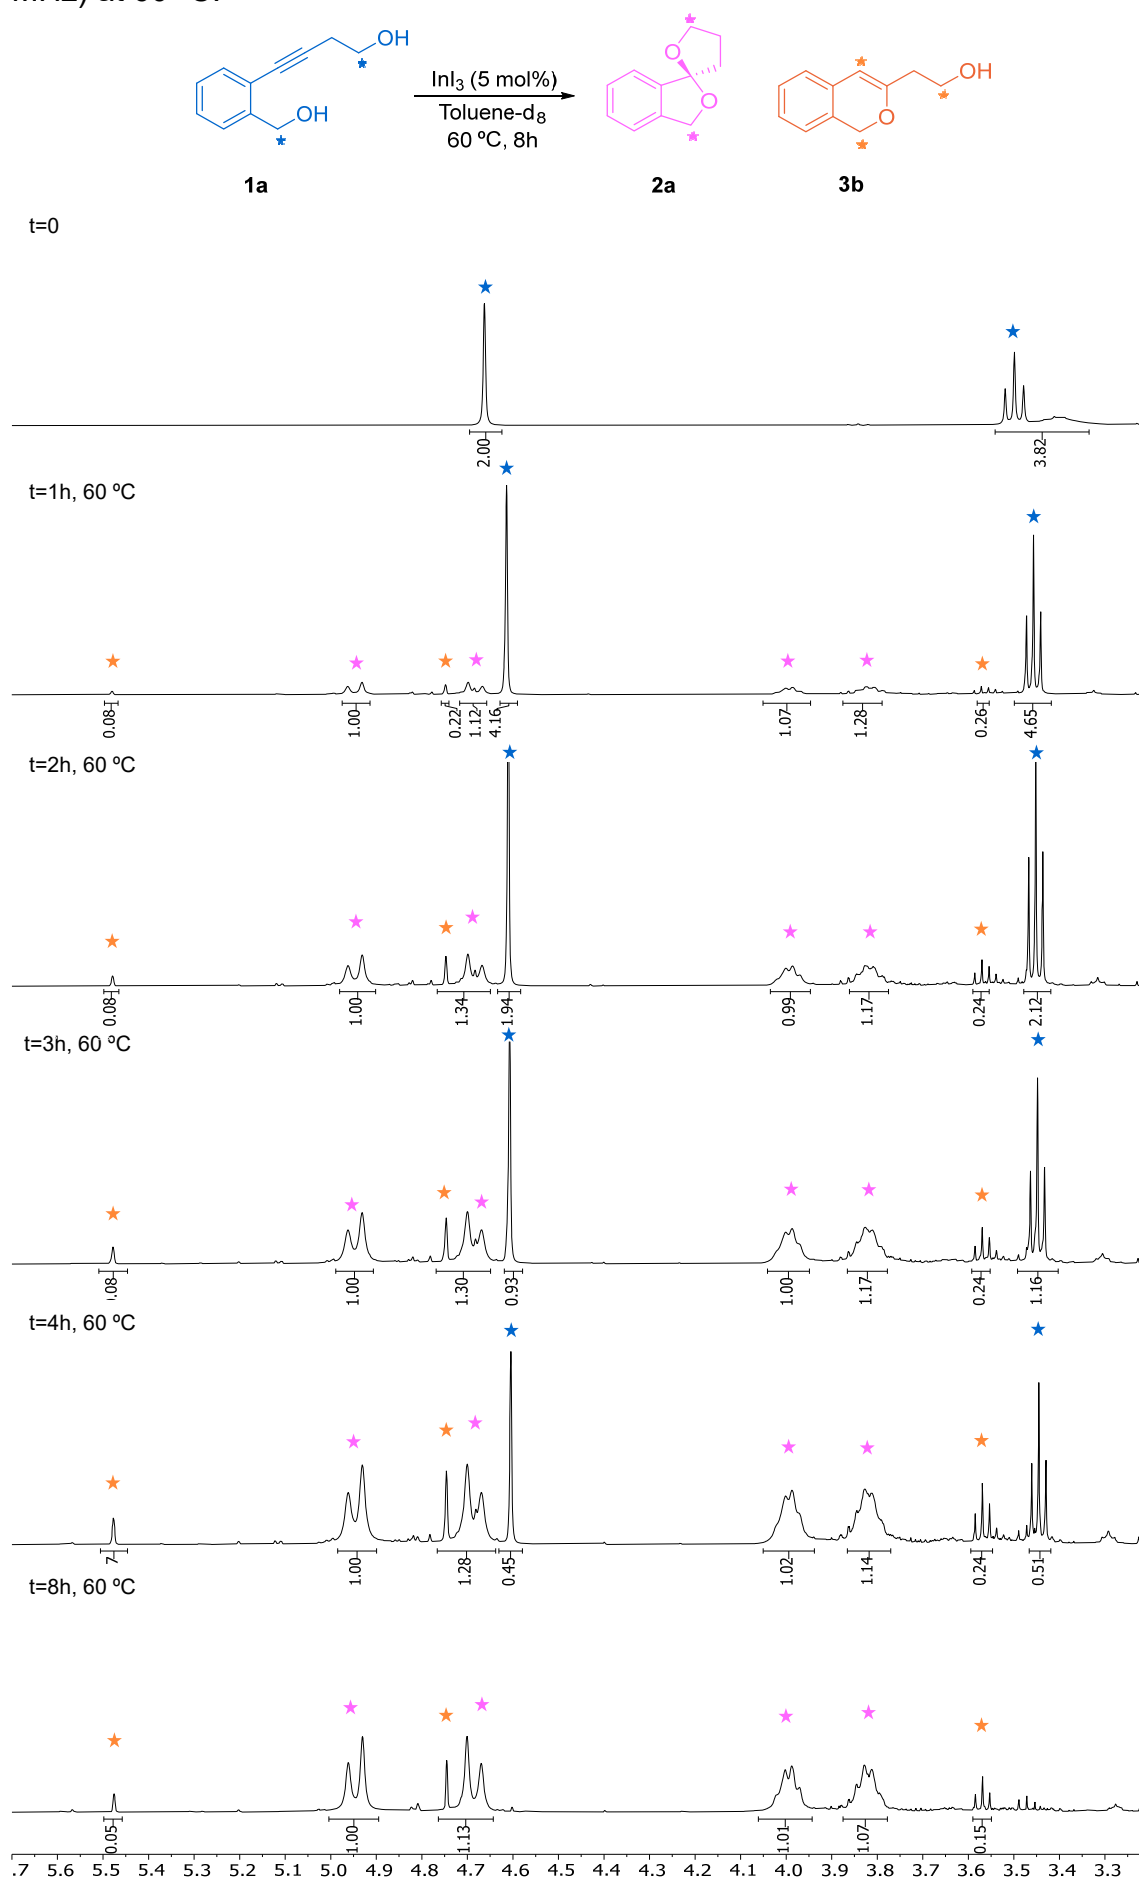 OH
OH
InI3 (5 mol%)
Toluene-d8
60 ºC, 8h
O
O
O
OH
1a
2a
3b
t=0
2.00
3.82
t=1h, 60 ºC
0.08
1.00
0.22
1.12
4.16
1.07
1.28
0.26
4.65
t=2h, 60 ºC
0.08
1.00
1.34
1.94
0.99
1.17
0.24
2.12
t=3h, 60 ºC
.08
1.00
1.30
0.93
1.00
1.17
0.24
1.16
t=4h, 60 ºC
7
1.00
1.28
0.45
1.02
1.14
0.24
0.51
t=8h, 60 ºC
0.05
1.00
1.13
1.01
1.07
0.15
.7 5.6 5.5 5.4 5.3 5.2 5.1 5.0 4.9 4.8 4.7 4.6 4.5 4.4 4.3 4.2 4.1 4.0 3.9 3.8 3.7 3.6 3.5 3.4 3.3